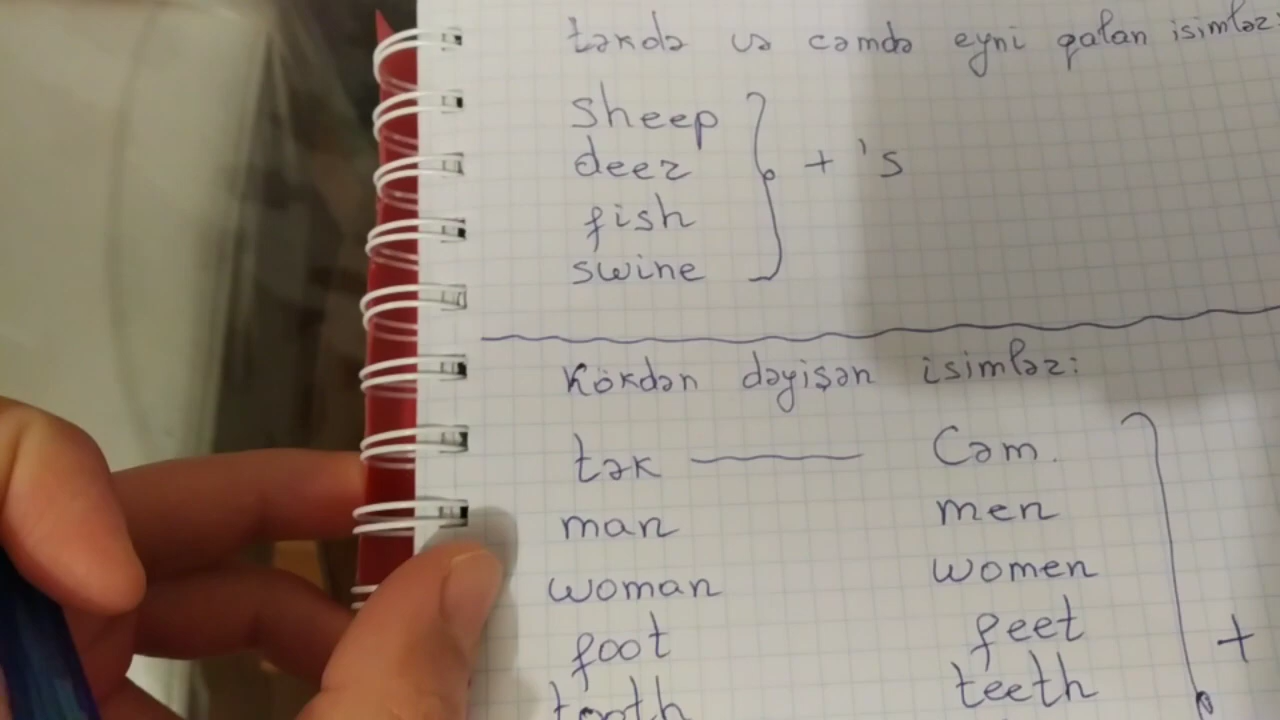 təkdə və cəmdə eyni qalan isimlər:
sheep
deer
fish
swine
+ 's
Kökdən dəyişən isimlər:
tək — Cəm.
man men
woman women
foot feet
+
tooth teeth